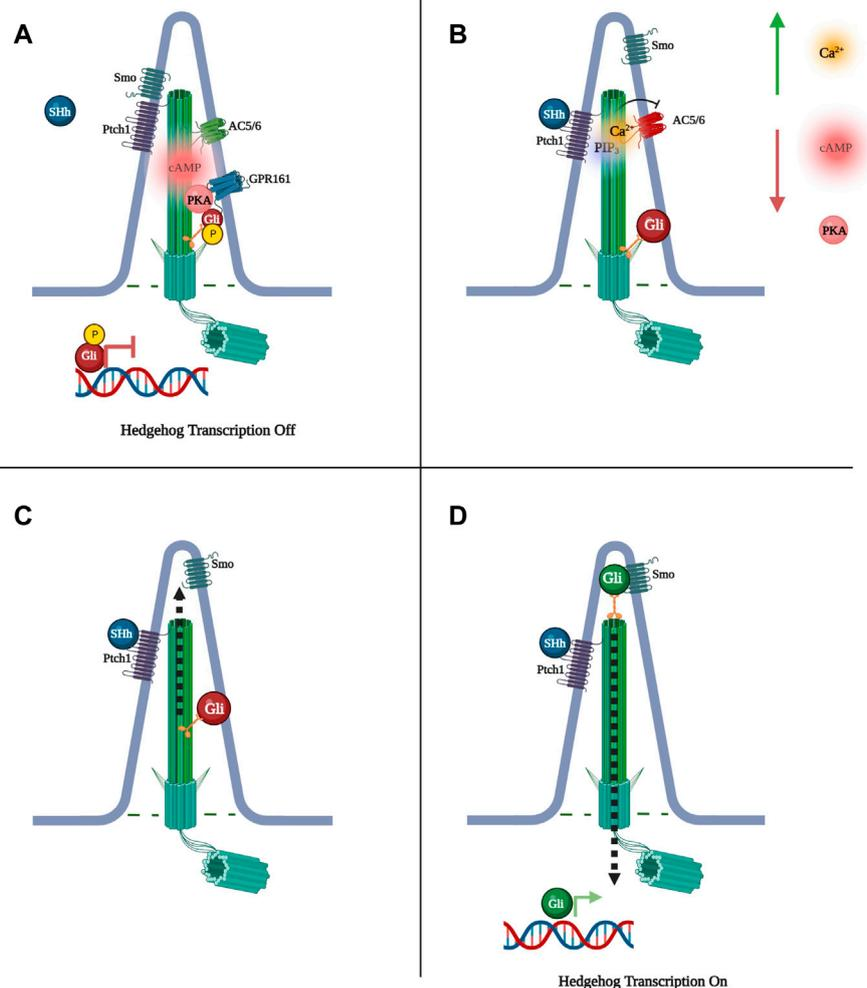 A
Smo
SHh
Ptch1
AC5/6
cAMP
GPR161
PKA
Gli
P
P
Gli
Hedgehog Transcription Off
B
Smo
SHh
Ptch1
Ca2+
AC5/6
PIP3
Gli
Ca2+
cAMP
PKA
C
Smo
SHh
Ptch1
Gli
D
Gli
Smo
SHh
Ptch1
Gli
Hedgehog Transcription On